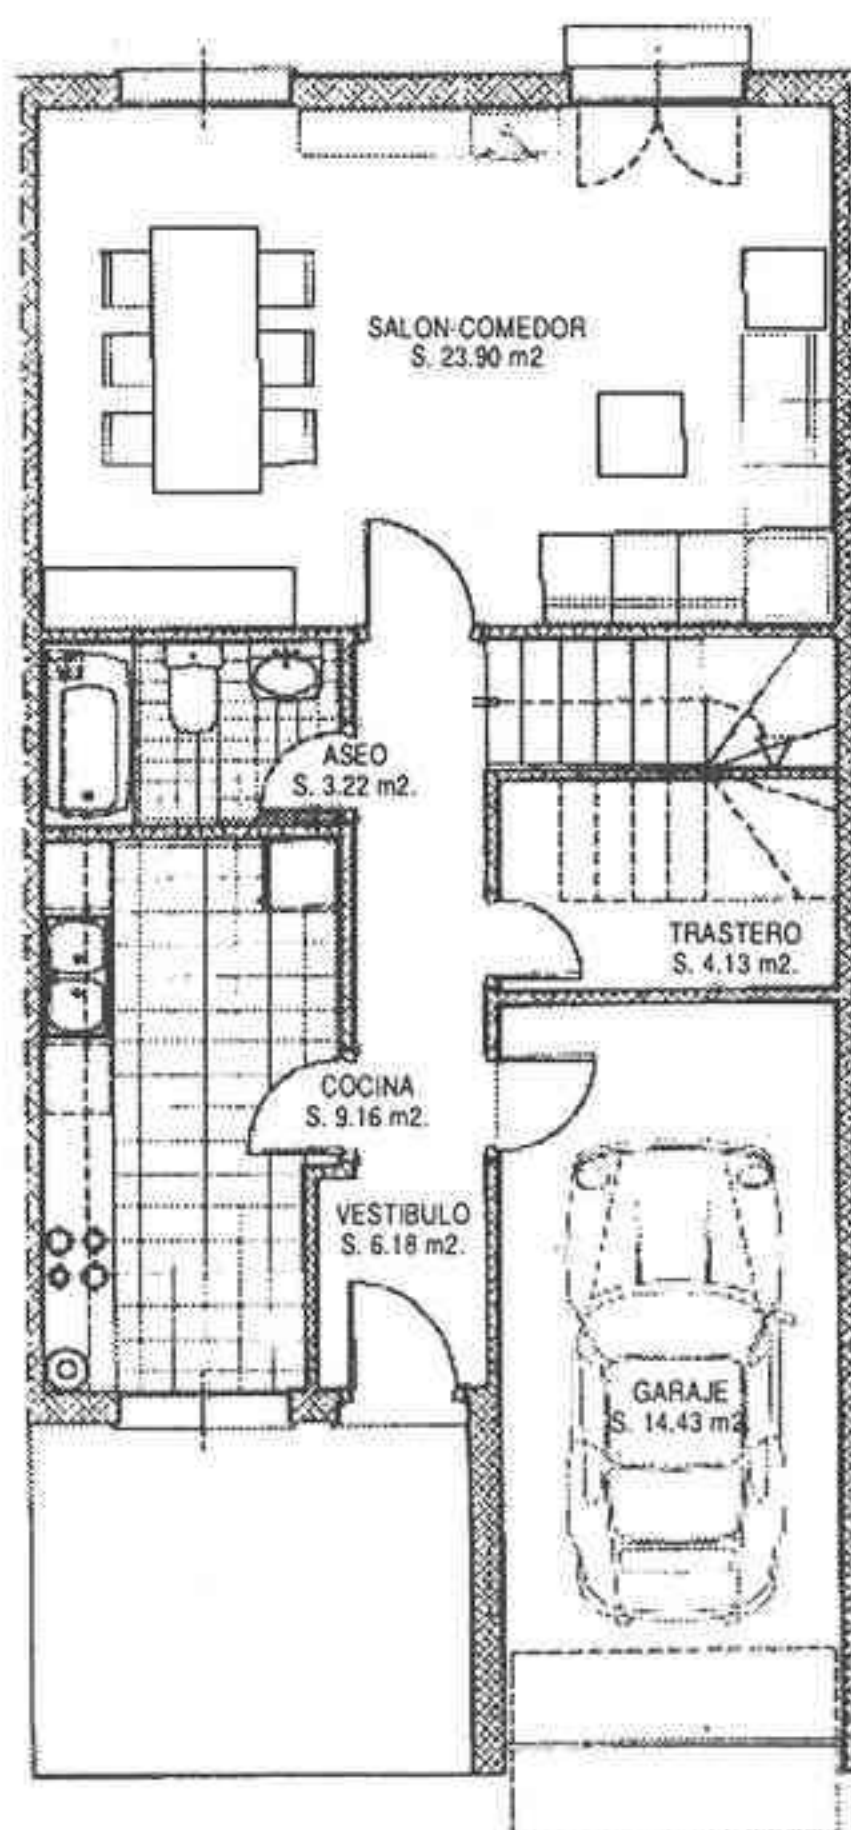 SALON-COMEDOR
S. 23.90 m2
ASEO
S. 3.22 m2.
TRASTERO
S. 4.13 m2.
COCINA
S. 9.16 m2.
VESTIBULO
S. 6.18 m2.
GARAJE
S. 14.43 m2